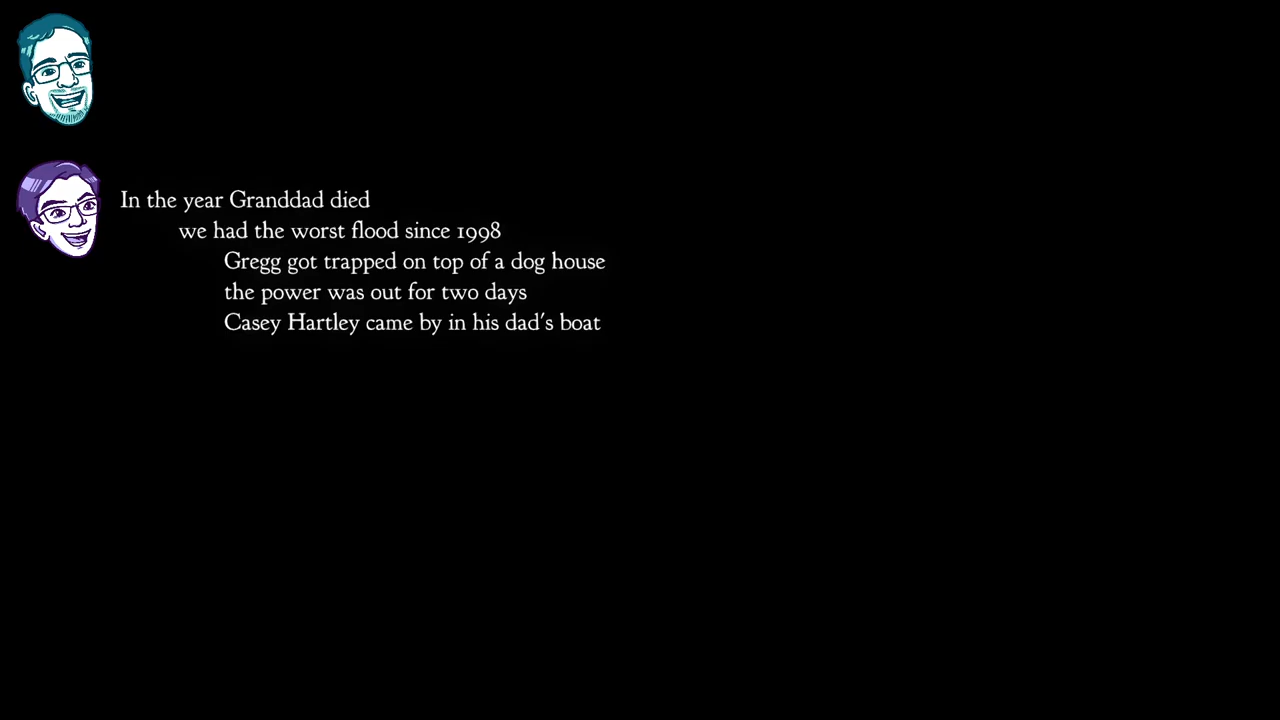 In the year Granddad died
we had the worst flood since 1998
Gregg got trapped on top of a dog house
the power was out for two days
Casey Hartley came by in his dad's boat